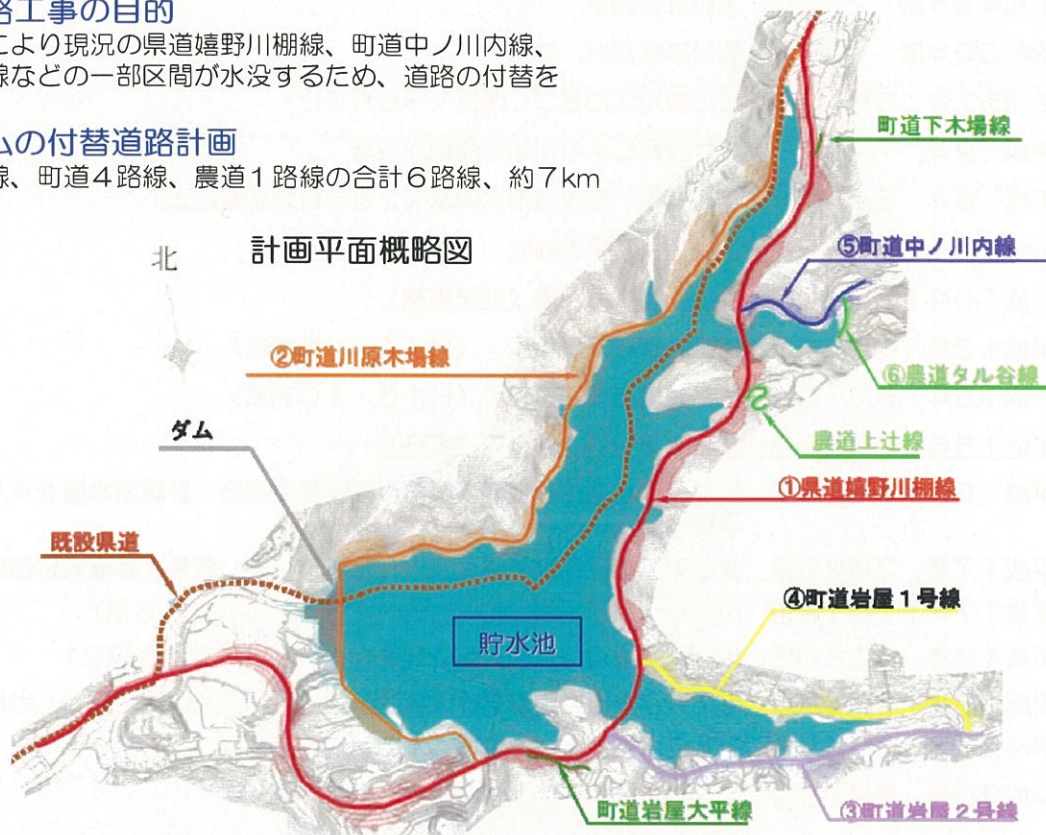 路工事の目的
により現況の県道嬉野川棚線、町道中ノ川内線、
線などの一部区間が水没するため、道路の付替を
ムの付替道路計画
線、町道4路線、農道1路線の合計6路線、約7km
計画平面概略図
北
町道下木場線
⑤町道中ノ川内線
②町道川原木場線
⑥農道タル谷線
ダム
農道上辻線
①県道嬉野川棚線
既設県道
④町道岩屋1号線
貯水池
町道岩屋大平線
③町道岩屋2号線